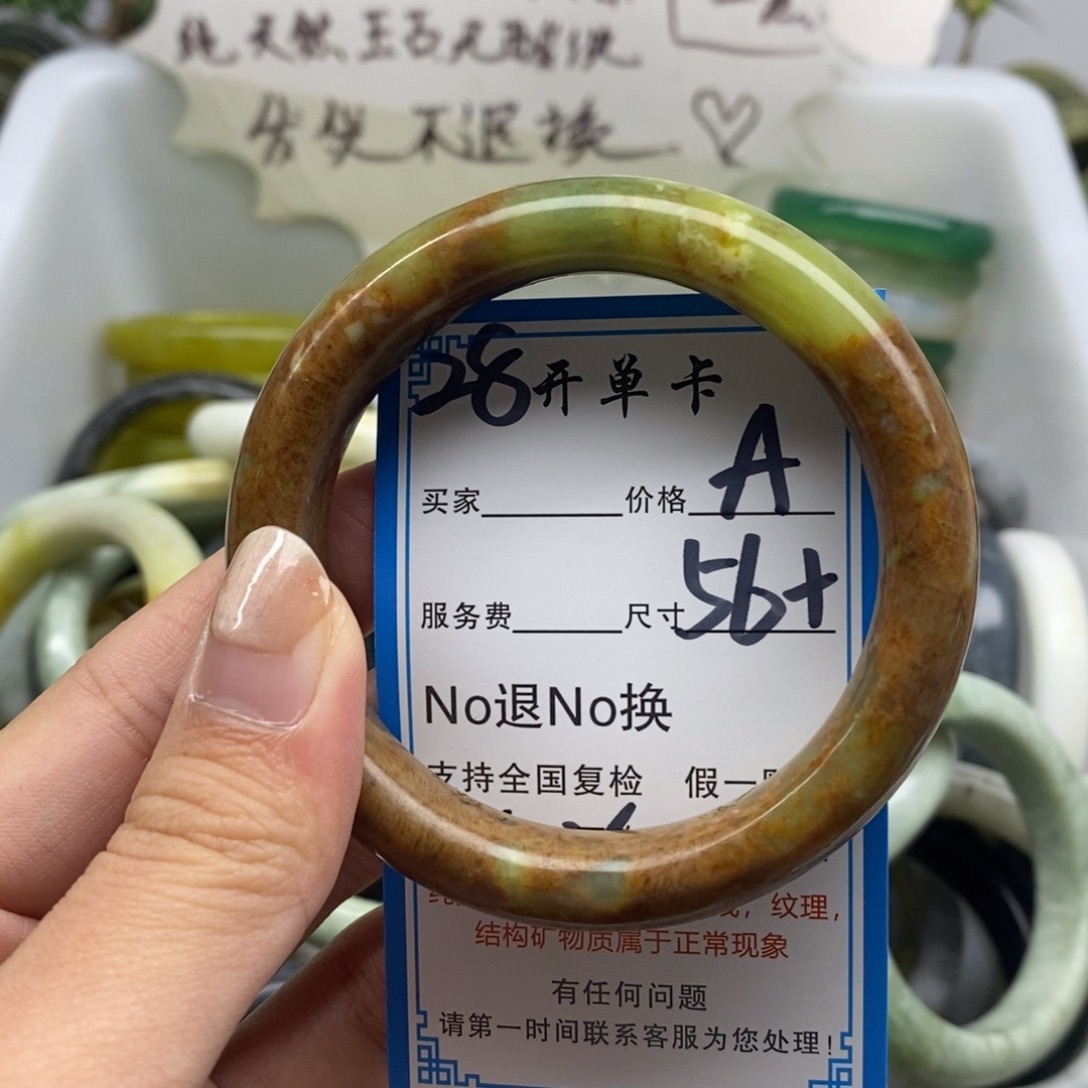 纯天然玉石无酸洗
售出不退换
28开单卡
买家 价格 A
服务费 尺寸 56+
No退No换
支持全国复检 假一
纹理，
结构矿物质属于正常现象
有任何问题
请第一时间联系客服为您处理！